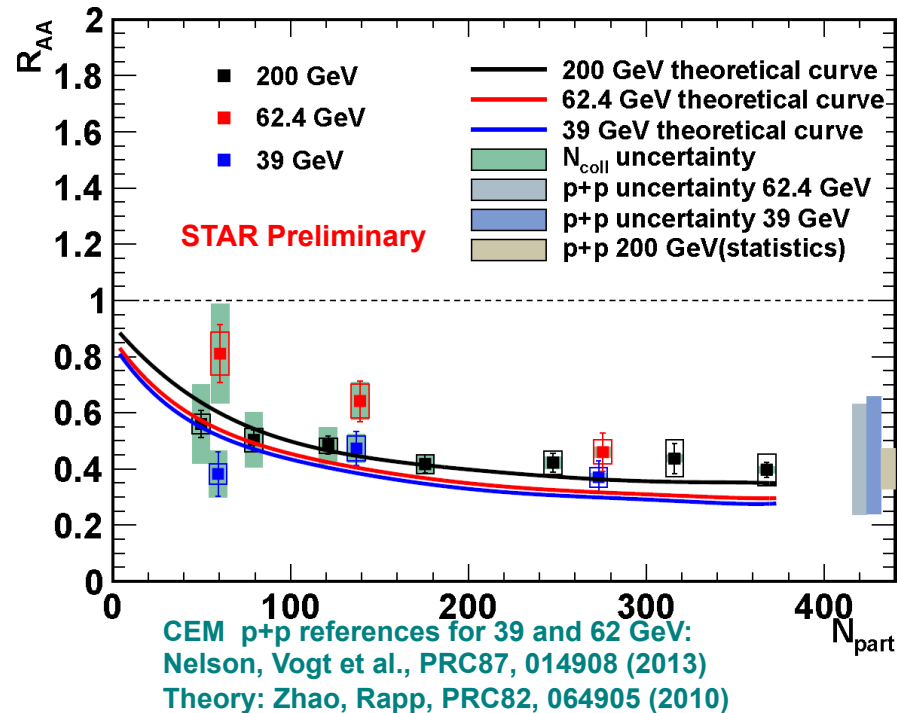 R_AA
2
1.8
1.6
1.4
1.2
1
0.8
0.6
0.4
0.2
0
200 GeV
62.4 GeV
39 GeV
STAR Preliminary
200 GeV theoretical curve
62.4 GeV theoretical curve
39 GeV theoretical curve
N_coll uncertainty
p+p uncertainty 62.4 GeV
p+p uncertainty 39 GeV
p+p 200 GeV(statistics)
0 100 200 300 400
N_part
CEM p+p references for 39 and 62 GeV:
Nelson, Vogt et al., PRC87, 014908 (2013)
Theory: Zhao, Rapp, PRC82, 064905 (2010)